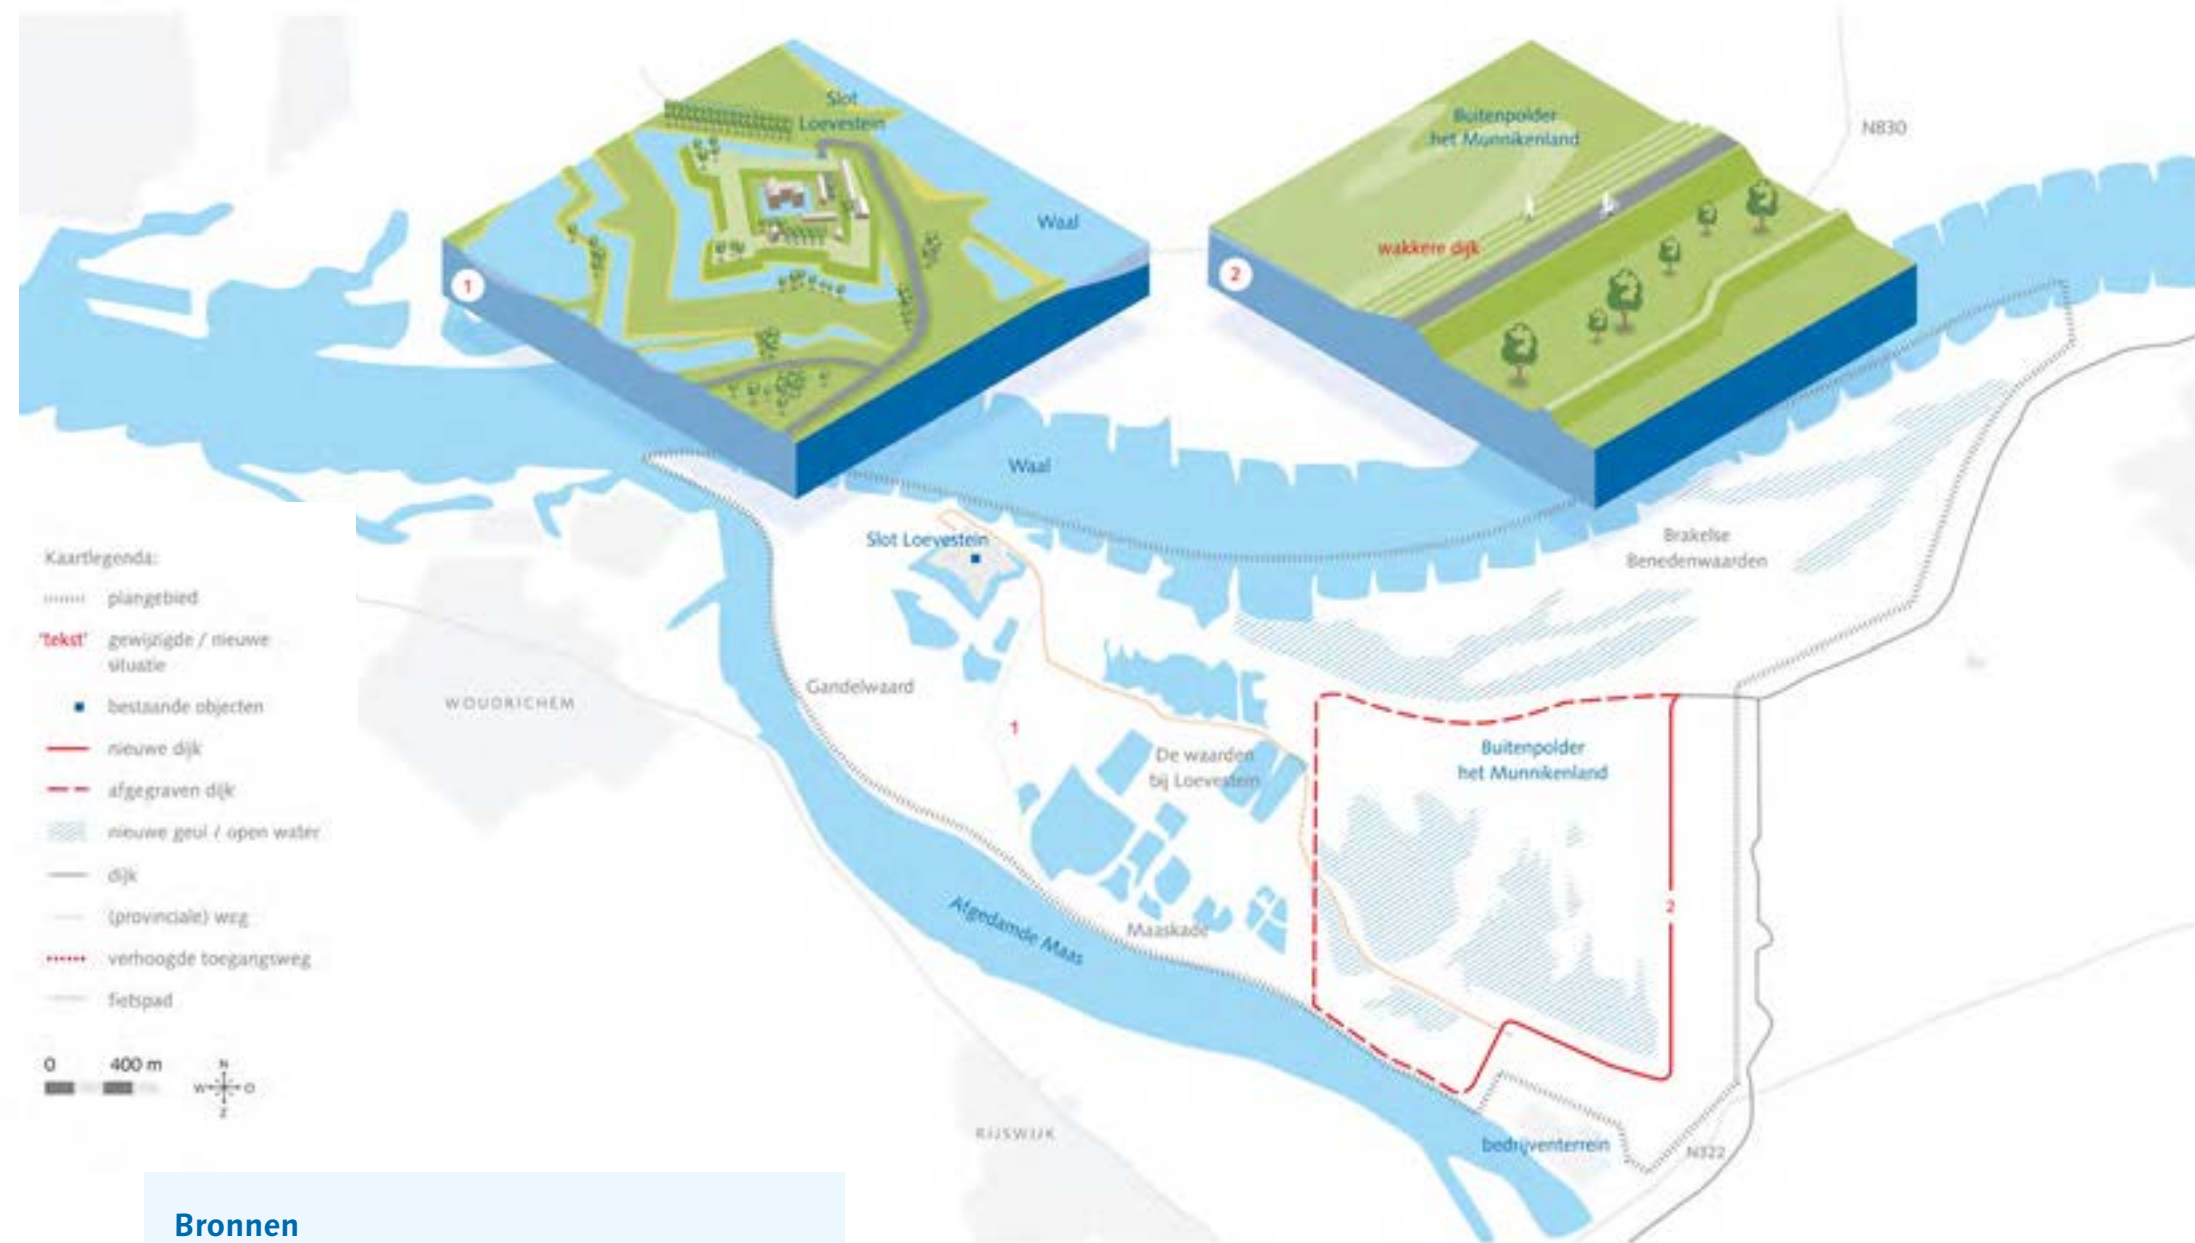 Slot
Loevestein
Waal
1
Buitenpolder
het Munnikenland
wakkere dijk
2
N830
Waal
Slot Loevestein
Brakelse
Benedenwaarden
Gandelwaard
1
De waarden
bij Loevestein
Buitenpolder
het Munnikenland
2
Maaskade
Afgedamde Maas
WOUDRICHEM
RIJSWIJK
bedrijventerrein
N322
Kaartlegenda:
plangebied
'tekst' gewijzigde / nieuwe
situatie
bestaande objecten
nieuwe dijk
afgegraven dijk
nieuwe geul / open water
dijk
(provinciale) weg
verhoogde toegangsweg
fietspad
0 400 m
N
W O
Z
Bronnen